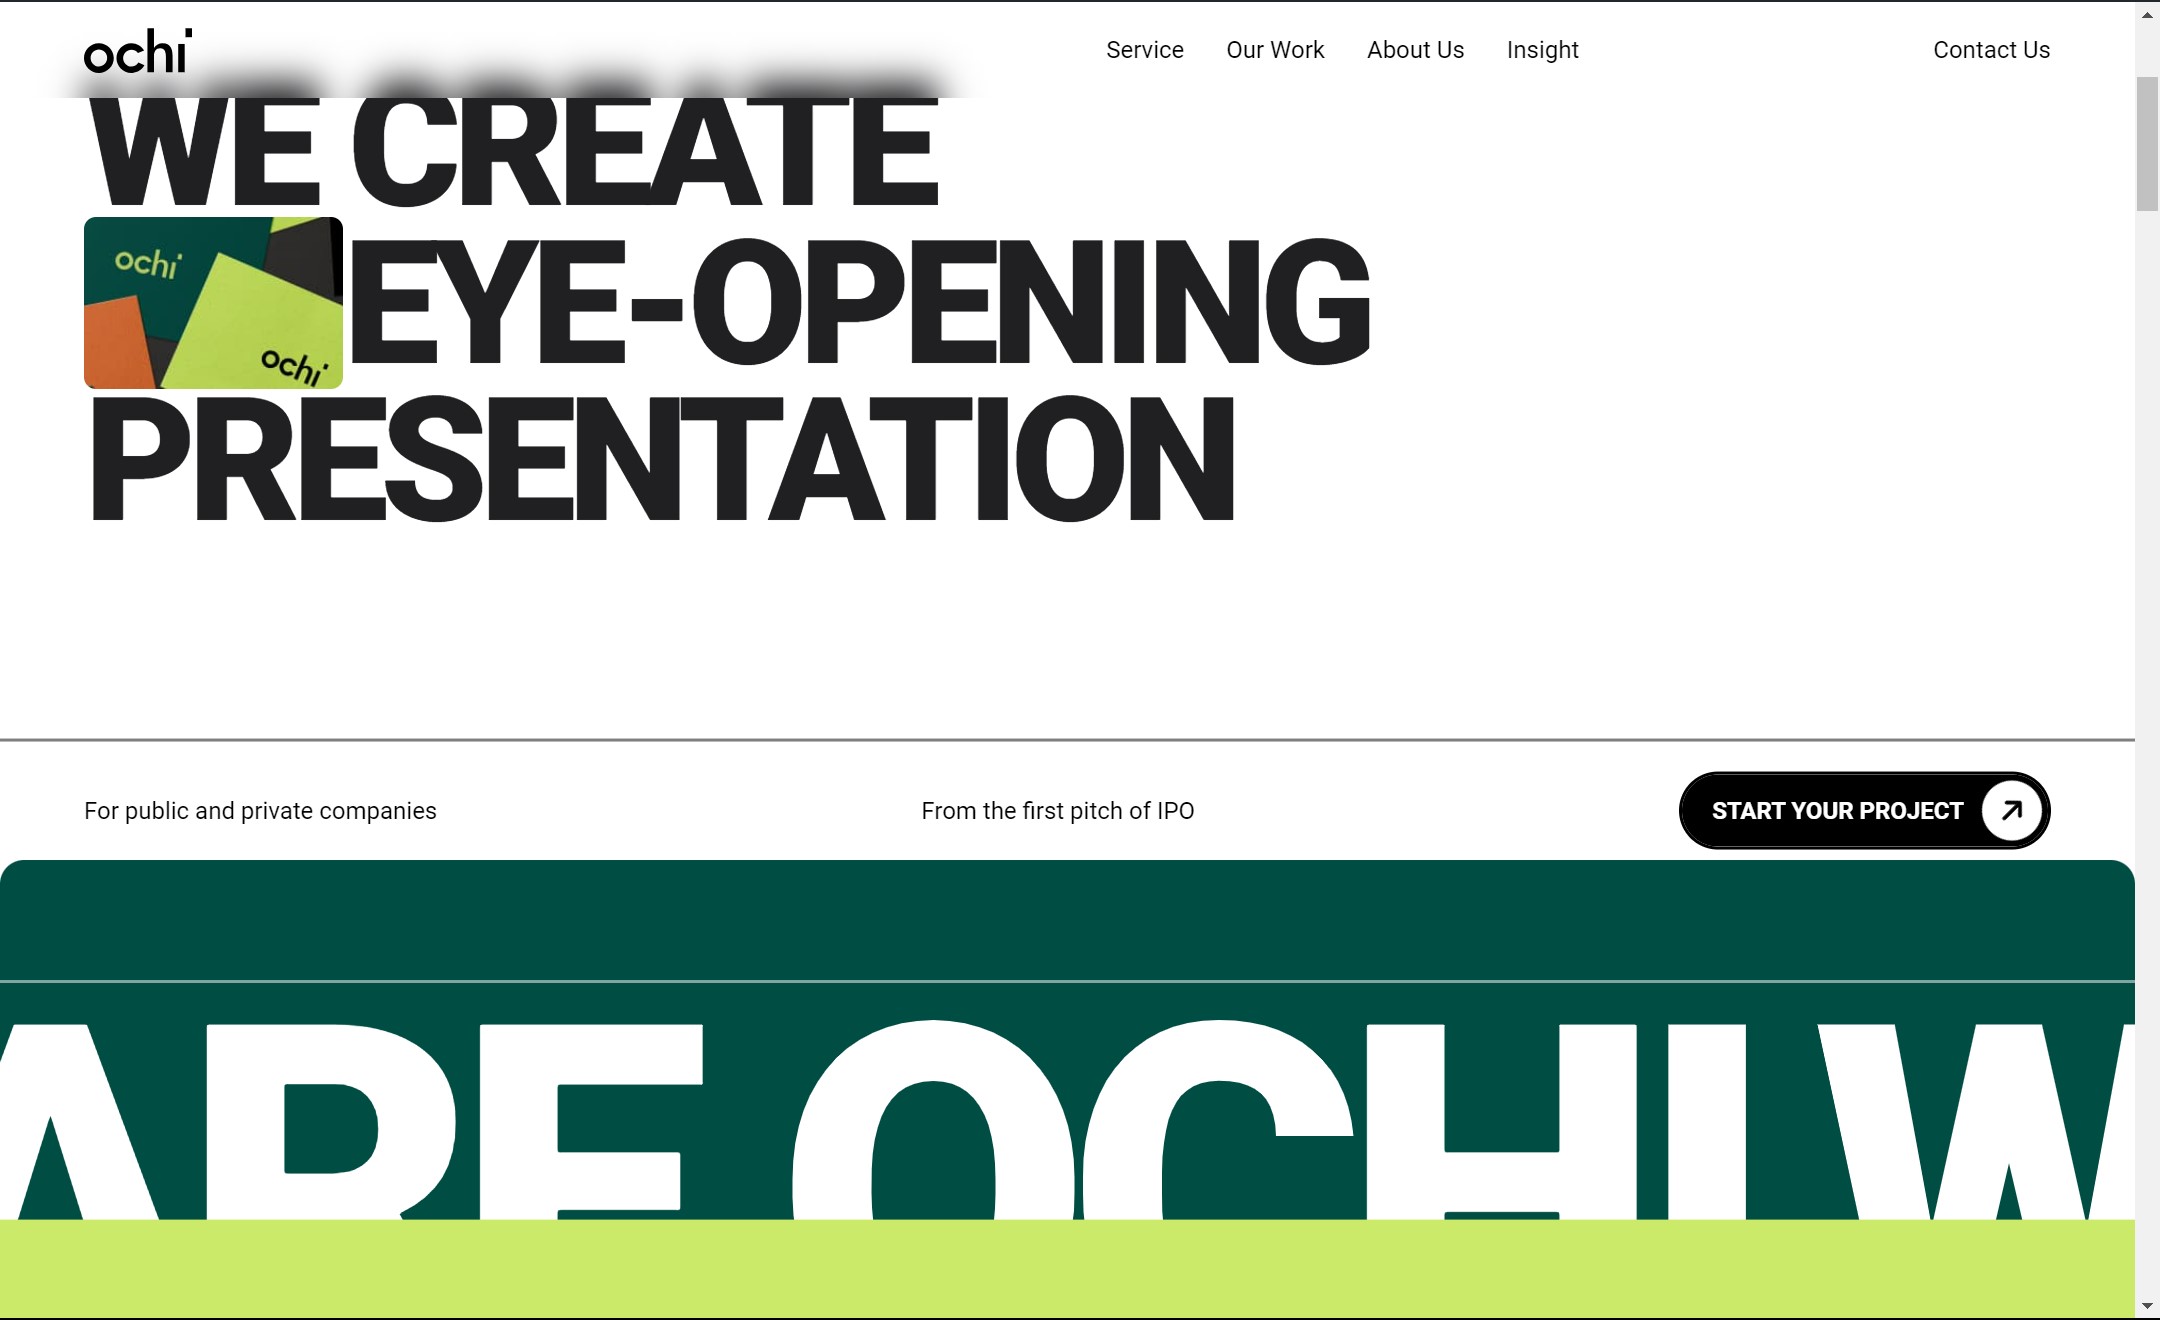 ochi
Service Our Work About Us Insight Contact Us
WE CREATE
ochi
ochi
EYE-OPENING
PRESENTATION
For public and private companies
From the first pitch of IPO
START YOUR PROJECT
ARE OCHI W